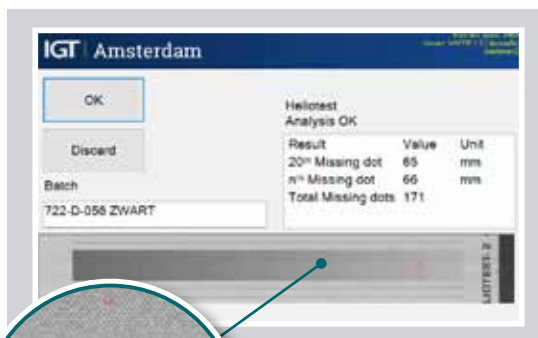 IGT Amsterdam
OK
Discard
Batch
722-D-056 ZWART
Heliotest
Analysis OK
Result Value Unit
20th Missing dot 65 mm
nth Missing dot 66 mm
Total Missing dots 171